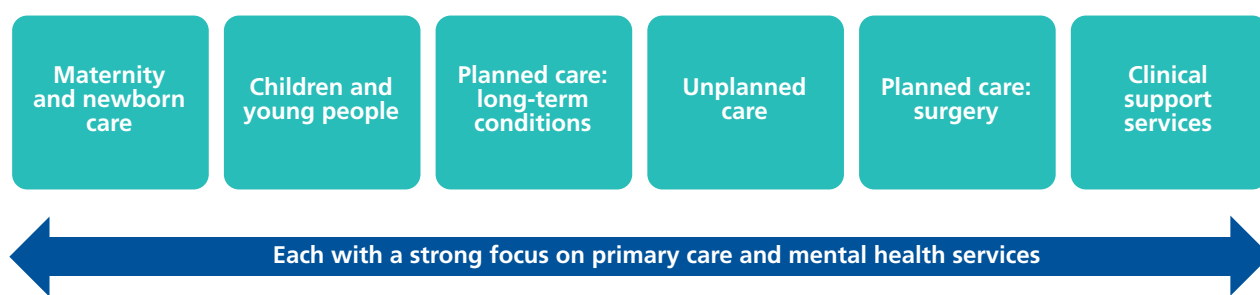 Maternity
and newborn
care
Children and
young people
Planned care:
long-term
conditions
Unplanned
care
Planned care:
surgery
Clinical
support
services
Each with a strong focus on primary care and mental health services